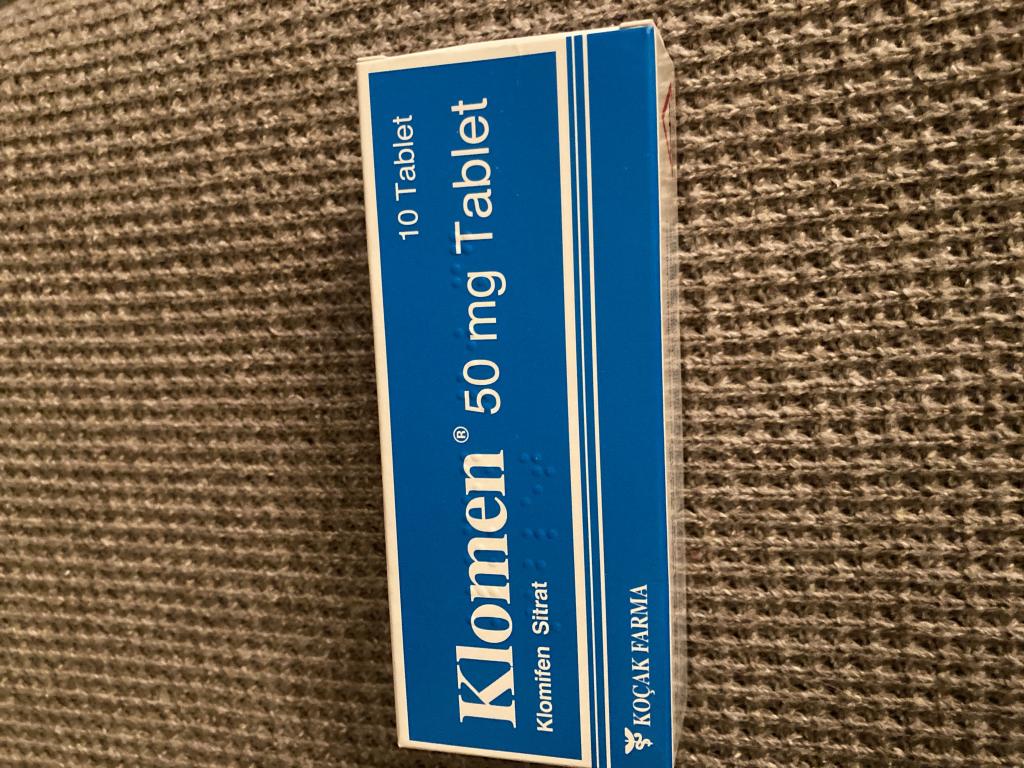 10 Tablet
Klomen® 50 mg Tablet
Klomifen Sitrat
KOÇAK FARMA